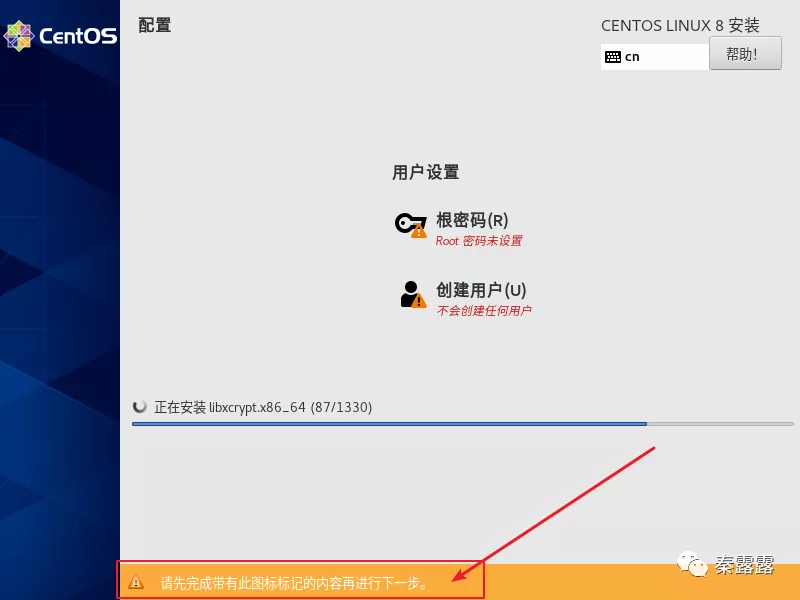 CentOS
配置
CENTOS LINUX 8 安装
cn
帮助!
用户设置
根密码(R)
Root 密码未设置
创建用户(U)
不会创建任何用户
正在安装 libxcrypt.x86_64 (87/1330)
请先完成带有此图标标记的内容再进行下一步。
秦露露